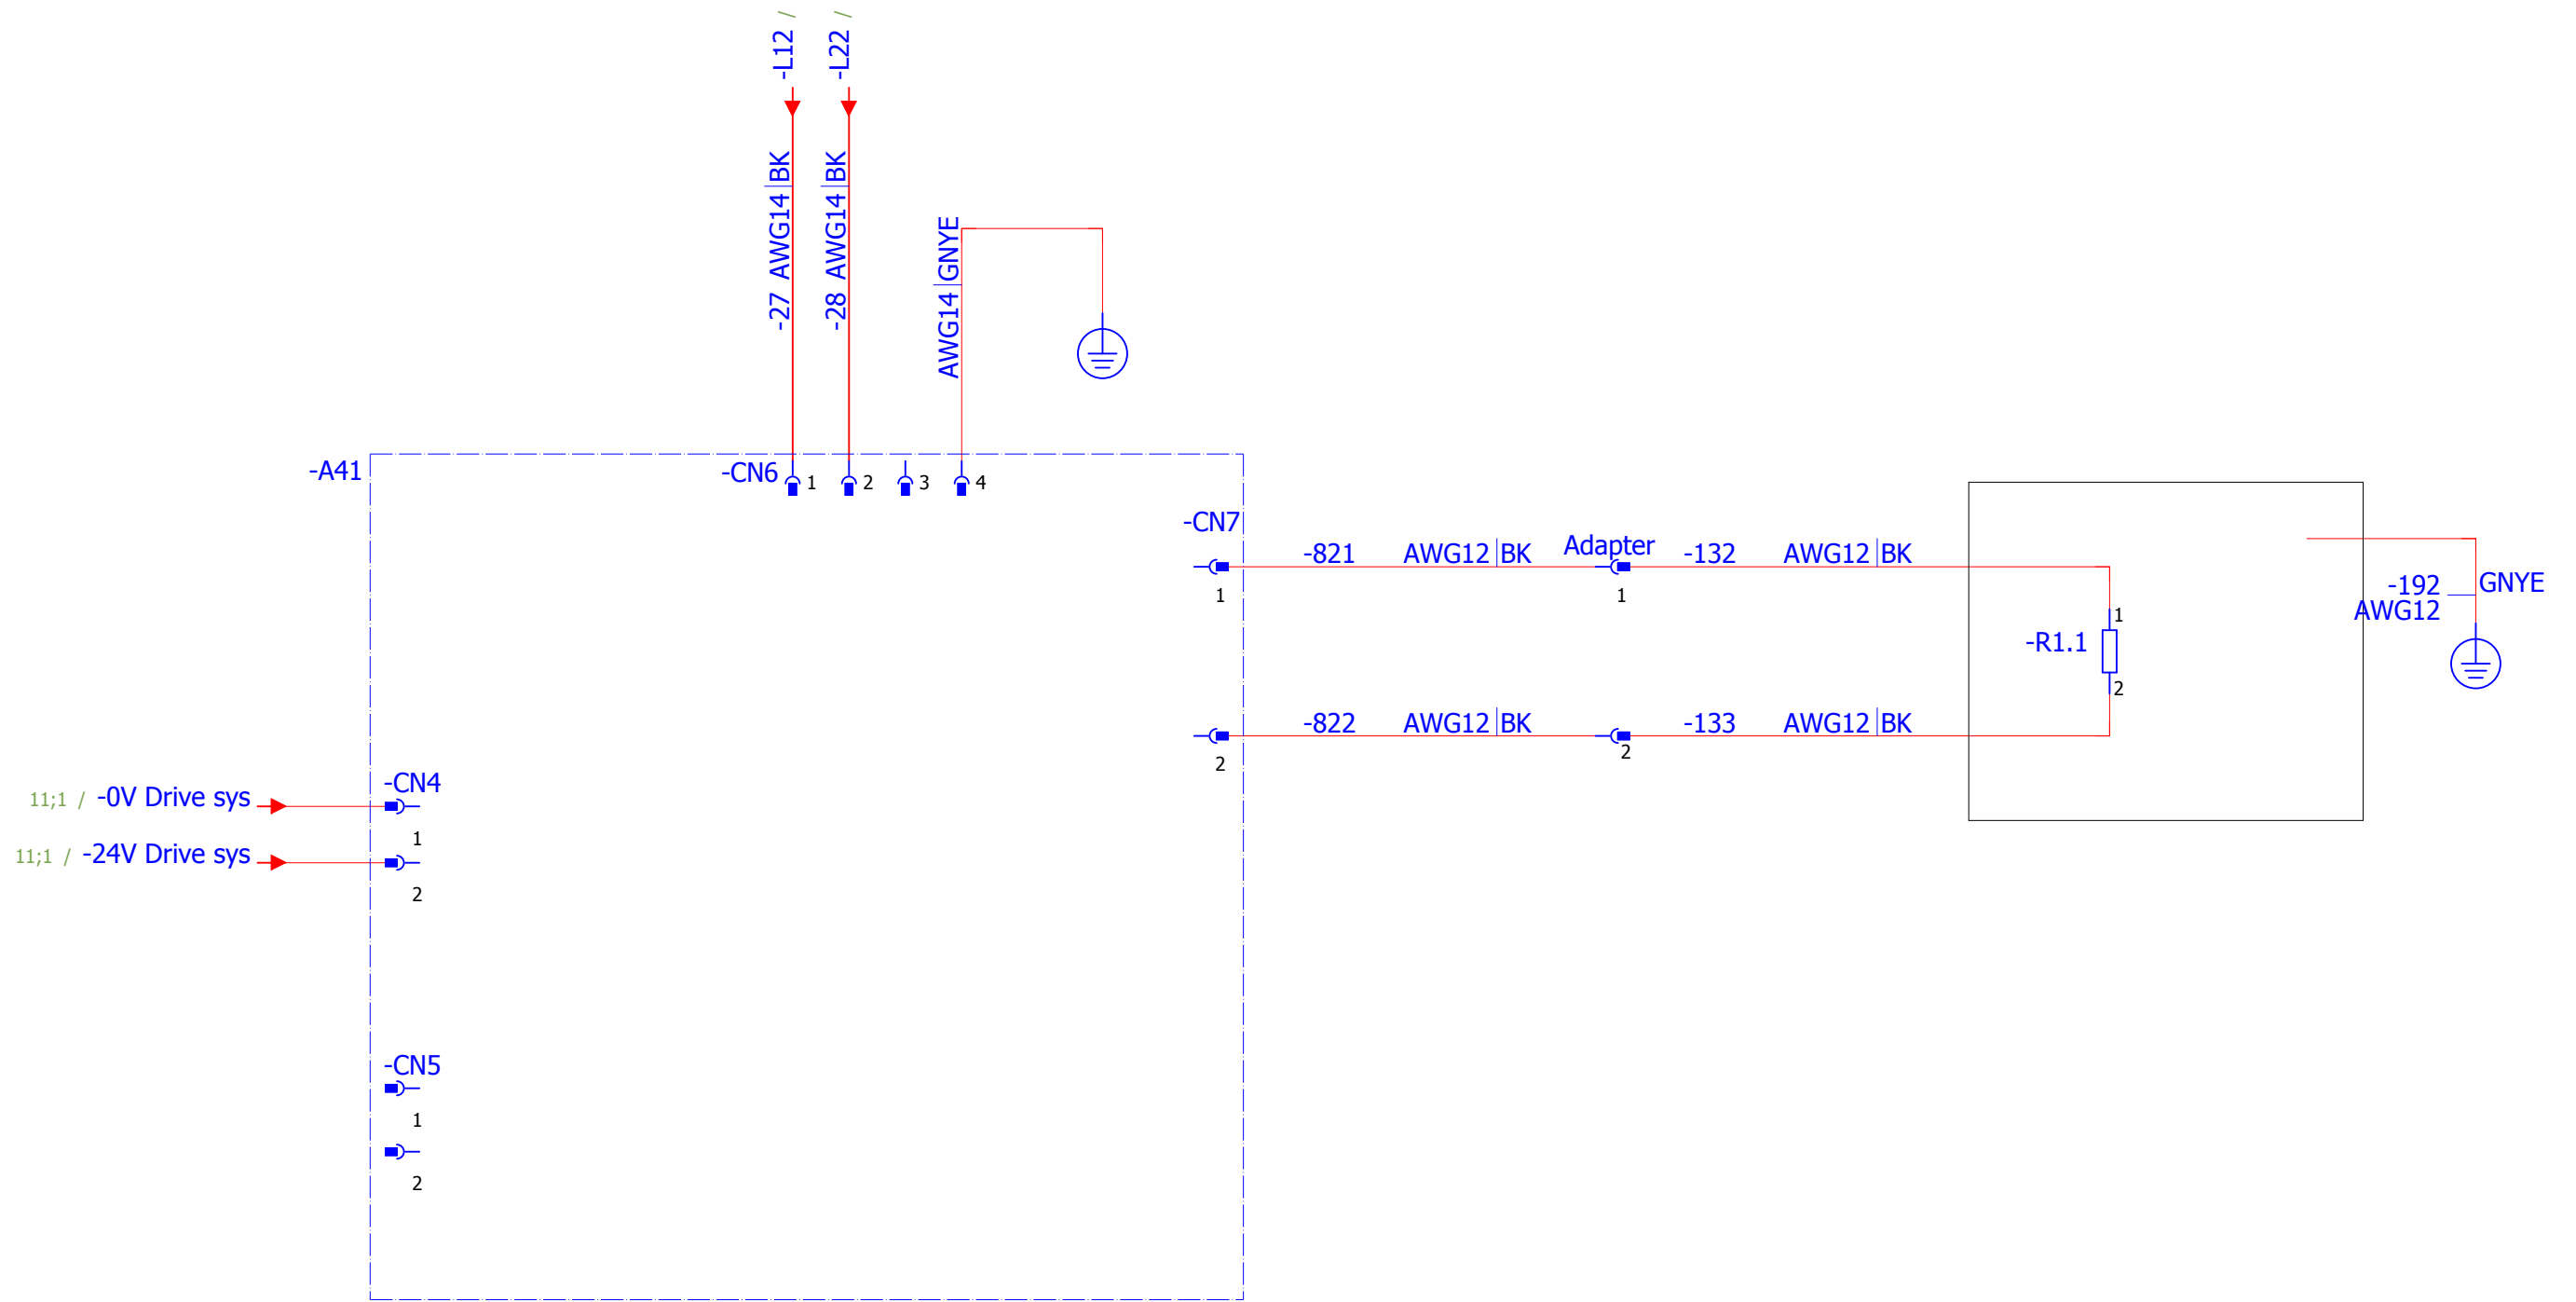 -L12 /
-L22 /
-27 AWG14 BK
-28 AWG14 BK
AWG14 GNYE
-A41
-CN6
1
2
3
4
-CN7
1
2
-821 AWG12 BK
Adapter
1
-132 AWG12 BK
-822 AWG12 BK
2
-133 AWG12 BK
-R1.1
1
2
-192
AWG12
GNYE
11;1 / -0V Drive sys
11;1 / -24V Drive sys
-CN4
1
2
-CN5
1
2